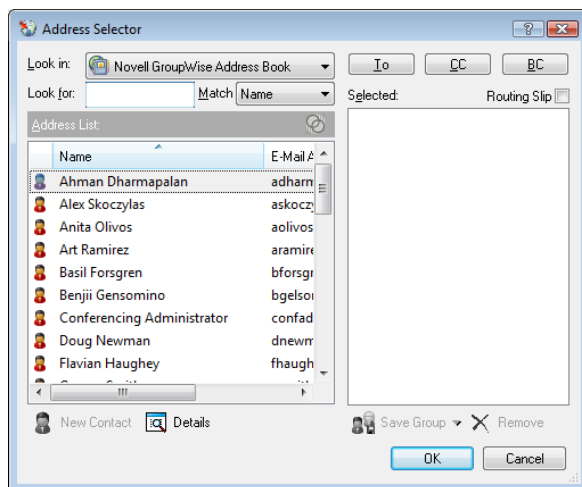 Address Selector
Look in: Novell GroupWise Address Book To CC BC
Look for: Match Name Selected: Routing Slip
Address List:
Name E-Mail A
Ahman Dharmapalan adharm
Alex Skoczylas askoczy
Anita Olivos aolivos
Art Ramirez aramire
Basil Forsgren bforsgr
Benjii Gensomino bgelso
Conferencing Administrator confad
Doug Newman dnewm
Flavian Haughey fhaugh
New Contact Details Save Group Remove
OK Cancel